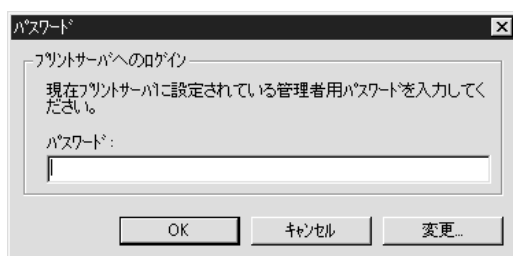 パスワード
プリントサーバへのログイン
現在プリントサーバに設定されている管理者用パスワードを入力してく
ださい。
パスワード:
OK
キャンセル
変更...